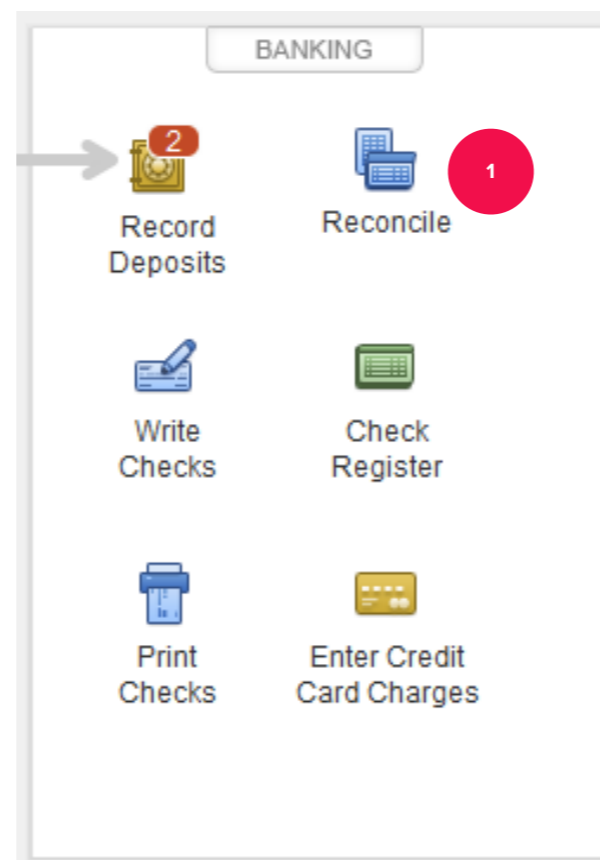 BANKING
2
1
Record
Deposits
Reconcile
Write
Checks
Check
Register
Print
Checks
Enter Credit
Card Charges